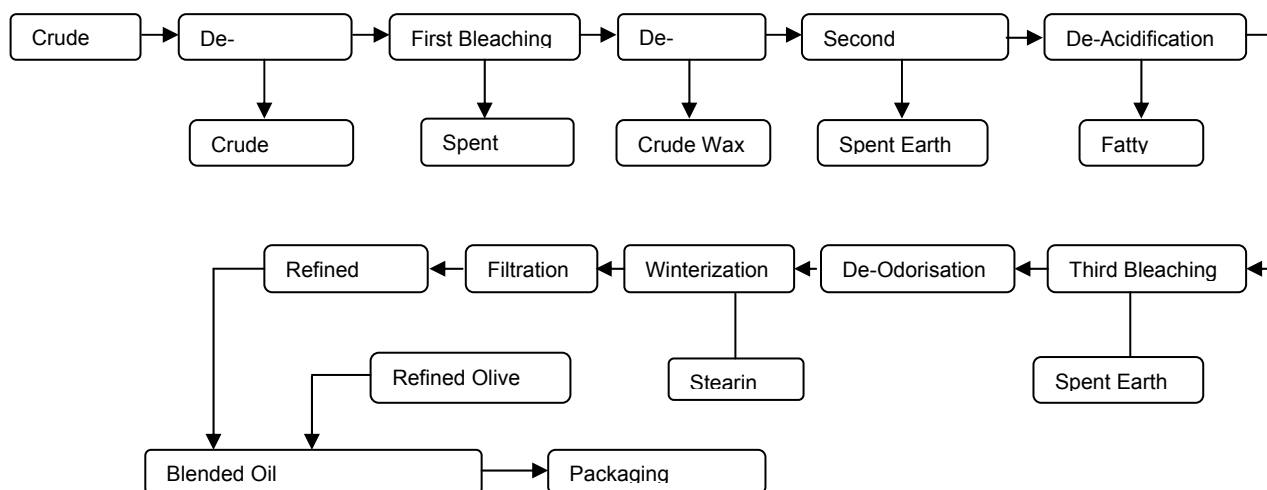 Crude
De-
First Bleaching
De-
Second
De-Acidification
Crude
Spent
Crude Wax
Spent Earth
Fatty
Refined
Filtration
Winterization
De-Odorisation
Third Bleaching
Refined Olive
Stearin
Spent Earth
Blended Oil
Packaging